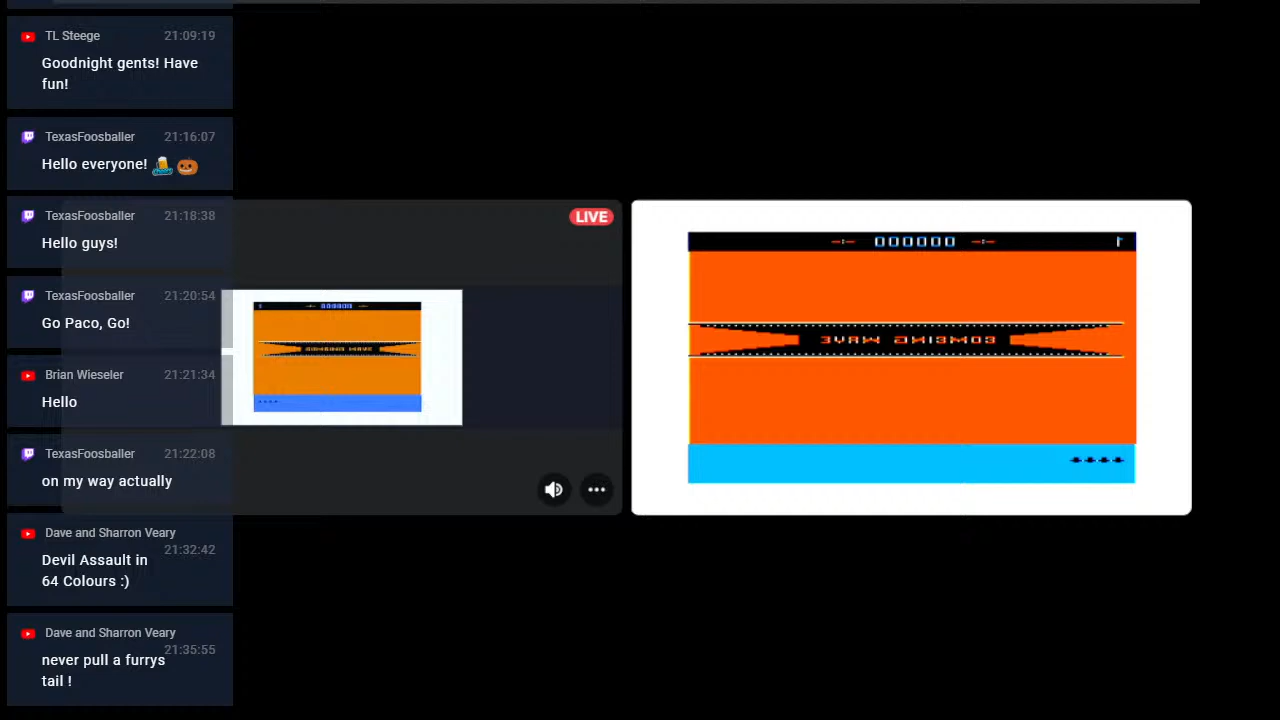 TL Steege 21:09:19
Goodnight gents! Have
fun!
TexasFoosballer 21:16:07
Hello everyone!
TexasFoosballer 21:18:38
Hello guys!
TexasFoosballer 21:20:54
Go Paco, Go!
Brian Wieseler 21:21:34
Hello
TexasFoosballer 21:22:08
on my way actually
Dave and Sharron Veary
21:32:42
Devil Assault in
64 Colours :)
Dave and Sharron Veary
21:35:55
never pull a furrys
tail !
LIVE
000000
000000